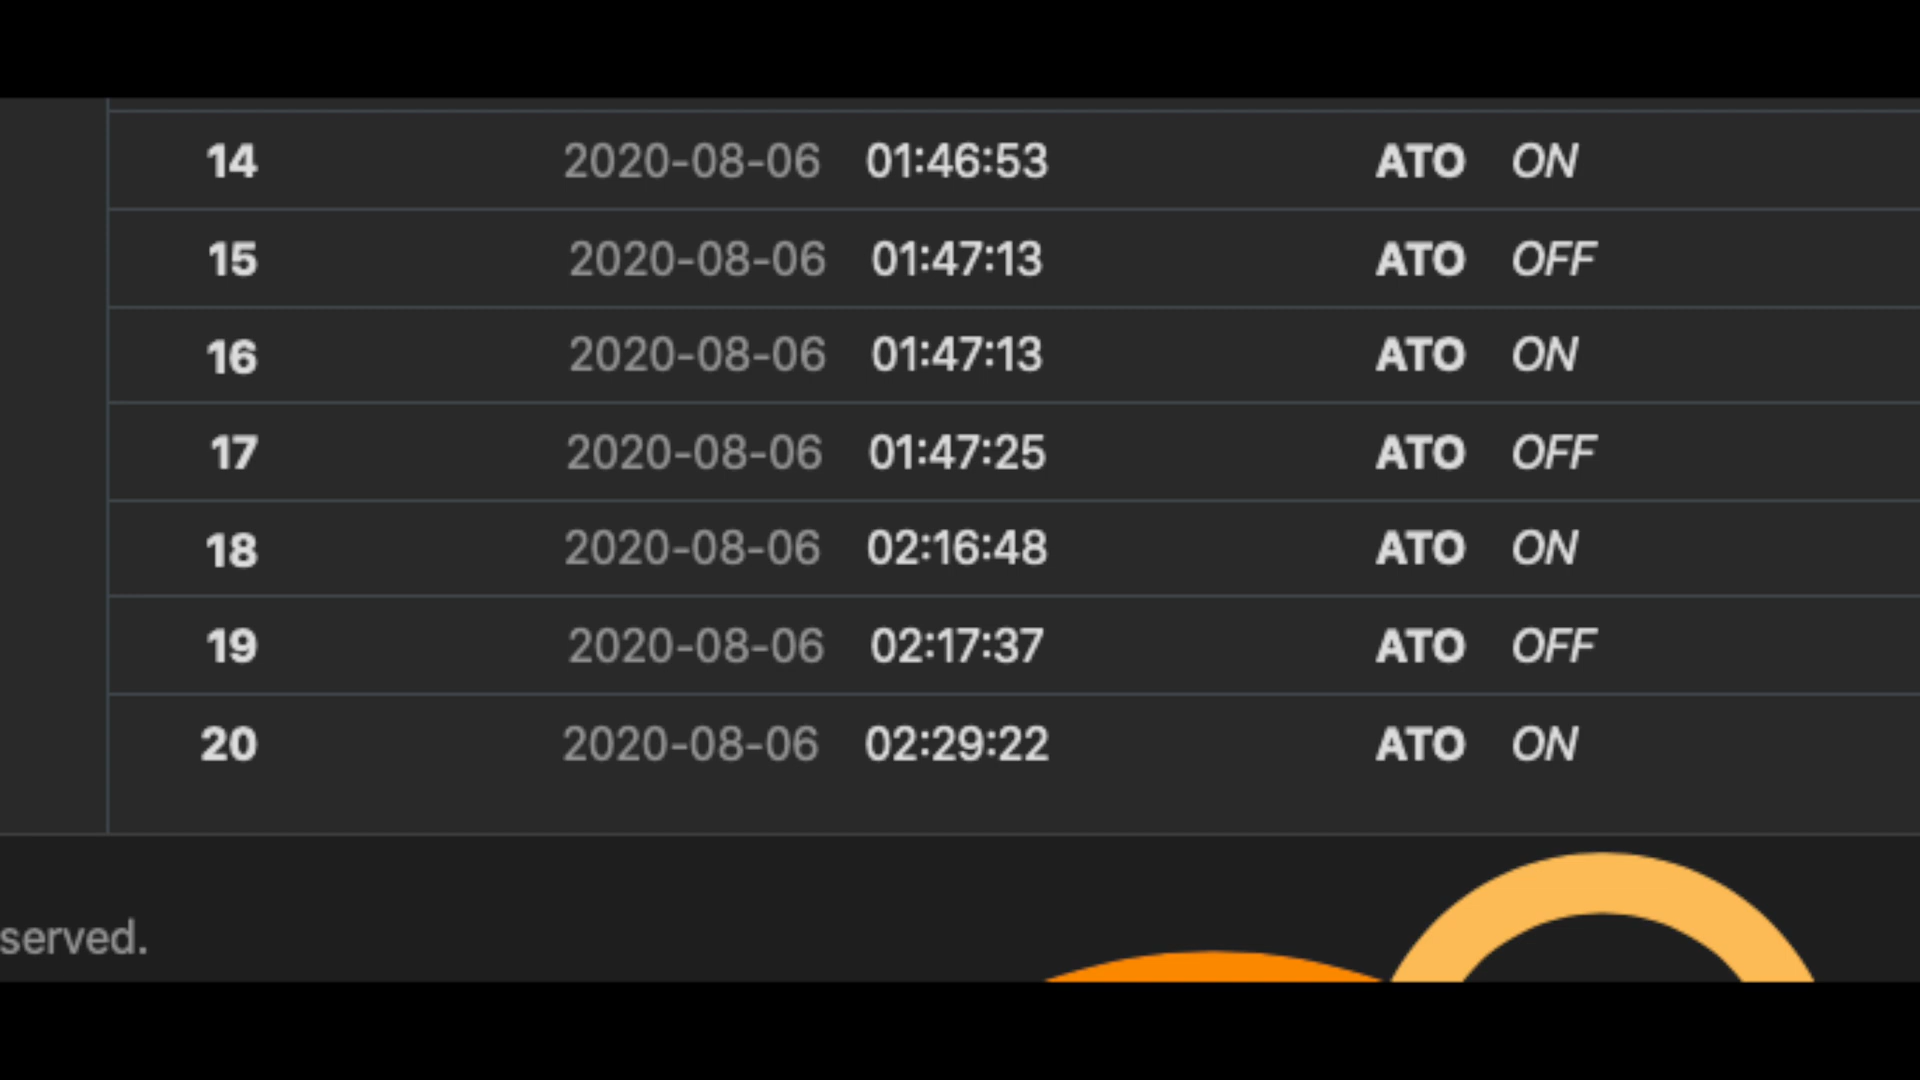 14 2020-08-06 01:46:53 ATO ON
15 2020-08-06 01:47:13 ATO OFF
16 2020-08-06 01:47:13 ATO ON
17 2020-08-06 01:47:25 ATO OFF
18 2020-08-06 02:16:48 ATO ON
19 2020-08-06 02:17:37 ATO OFF
20 2020-08-06 02:29:22 ATO ON
served.